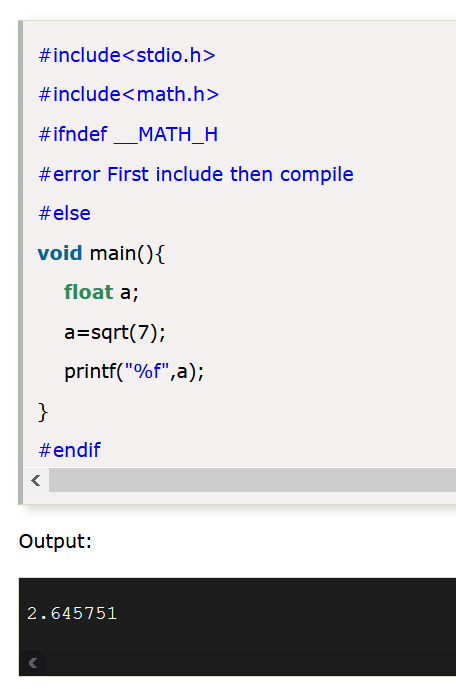 #include<stdio.h>
#include<math.h>
#ifndef __MATH_H
#error First include then compile
#else
void main(){
    float a;
    a=sqrt(7);
    printf("%f",a);
}
#endif
Output:
2.645751